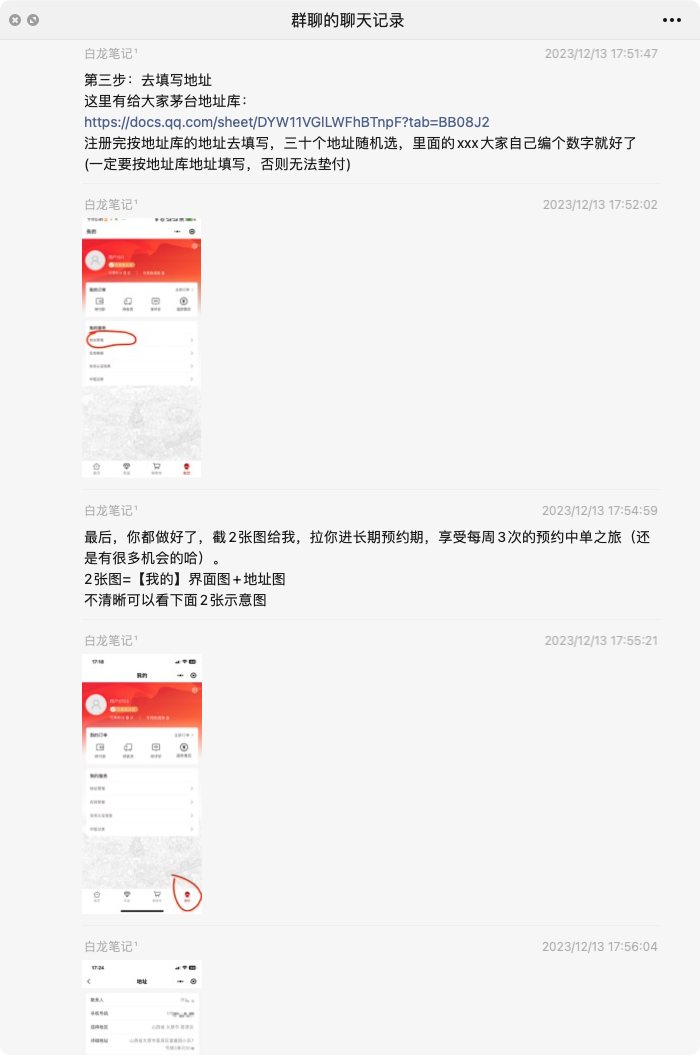 群聊的聊天记录
白龙笔记¹
2023/12/13 17:51:47
第三步：去填写地址
这里有给大家茅台地址库：
https://docs.qq.com/sheet/DYW11VGlLWFhBTnpF?tab=BB08J2
注册完按地址库的地址去填写，三十个地址随机选，里面的xxx大家自己编个数字就好了
(一定要按地址库地址填写，否则无法垫付)
白龙笔记¹
2023/12/13 17:52:02
我的
我的订单
我的服务
白龙笔记¹
2023/12/13 17:54:59
最后，你都做好了，截2张图给我，拉你进长期预约期，享受每周3次的预约中单之旅（还
是有很多机会的哈）。
2张图=【我的】界面图+地址图
不清晰可以看下面2张示意图
白龙笔记¹
2023/12/13 17:55:21
17:18
我的
我的订单
我的服务
白龙笔记¹
2023/12/13 17:56:04
17:24
地址
联系人
手机号码
选择地区
详细地址